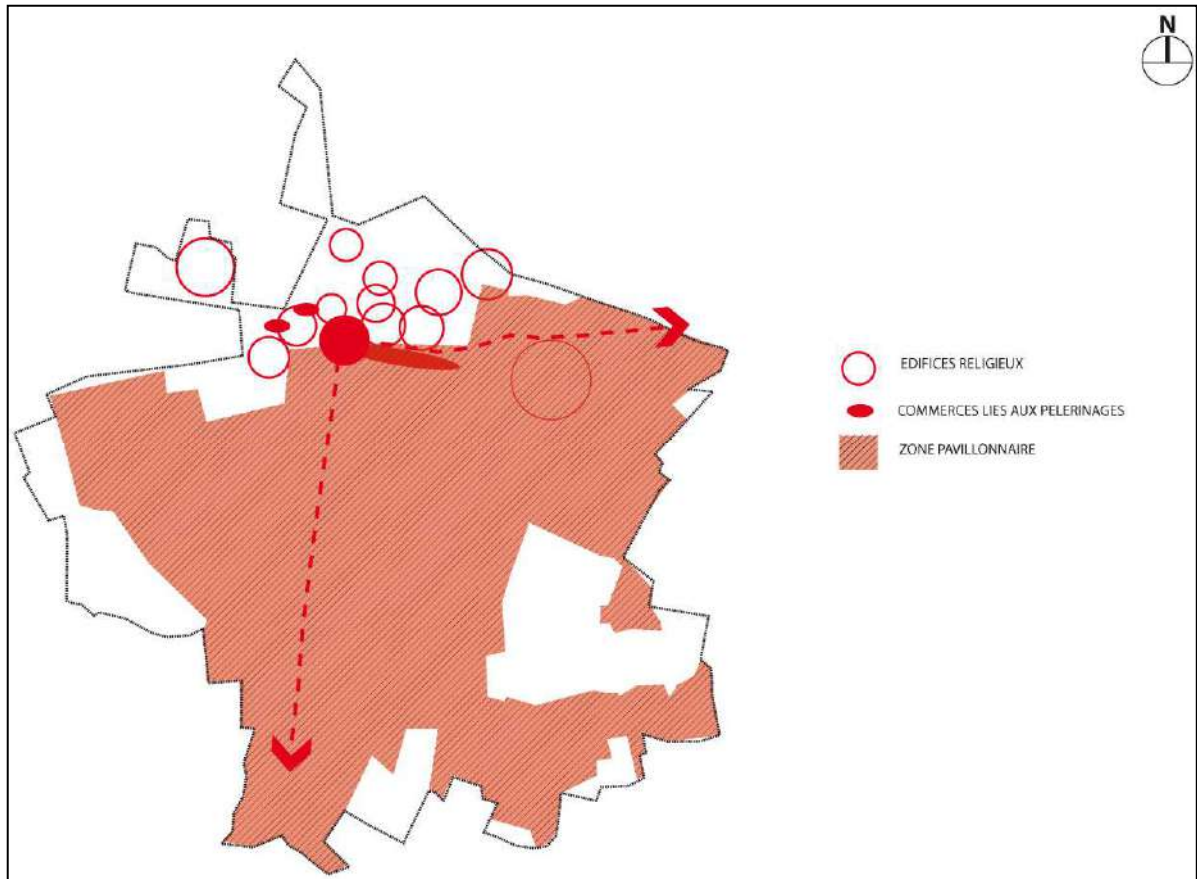 N
EDIFICES RELIGIEUX
COMMERCES LIES AUX PELERINAGES
ZONE PAVILLONNAIRE